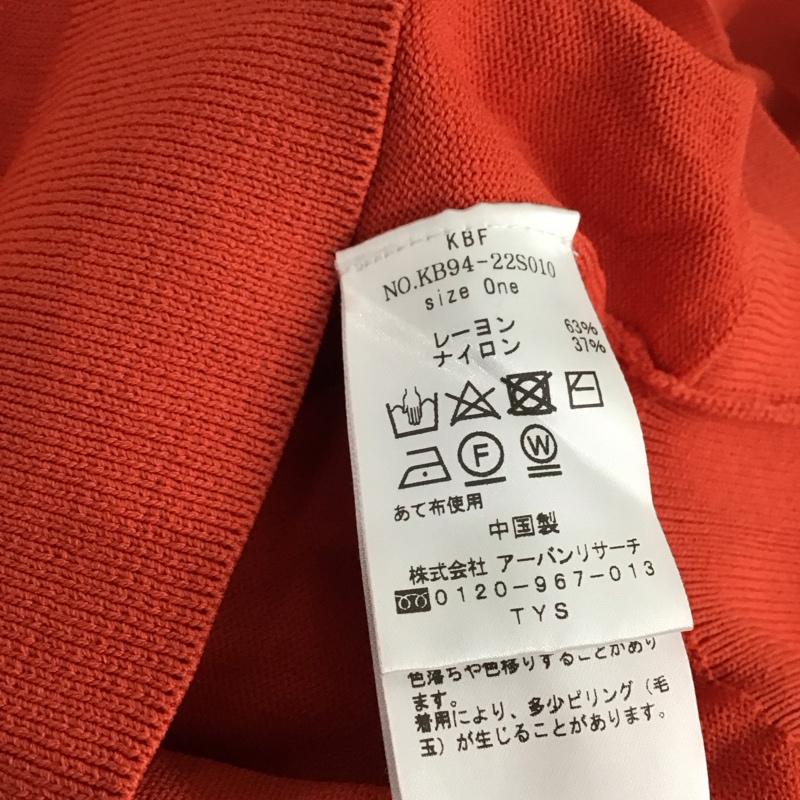 KBF
NO.KB94-22S010
size One
レーヨン 63%
ナイロン 37%
F W
あて布使用
中国製
株式会社 アーバンリサーチ
0120-967-013
TYS
色落ちや色移りすることがあり
ます。
着用により、多少ピリング（毛
玉）が生じることがあります。